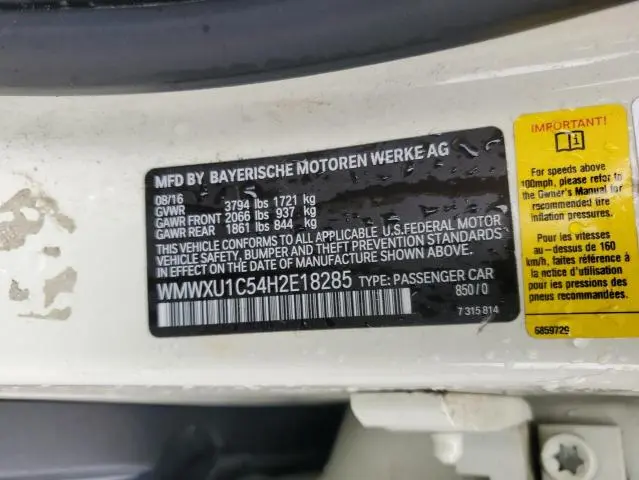 MFD BY BAYERISCHE MOTOREN WERKE AG
08/16
GVWR 3794 lbs 1721 kg
GAWR FRONT 2066 lbs 937 kg
GAWR REAR 1861 lbs 844 kg
THIS VEHICLE CONFORMS TO ALL APPLICABLE U.S.FEDERAL MOTOR
VEHICLE SAFETY, BUMPER AND THEFT PREVENTION STANDARDS
IN EFFECT ON THE DATE OF MANUFACTURE SHOWN ABOVE.
WMWXU1C54H2E18285 TYPE: PASSENGER CAR
850/0
7 315 814
IMPORTANT!
For speeds above
100mph, please refer to
the Owner's Manual for
recommended tire
inflation pressures.
Pour les vitesses
au-dessus de 160
km/h, faites référence à
la notice d'utilisation
pour les pressions des
pneus recommandées.
6859729